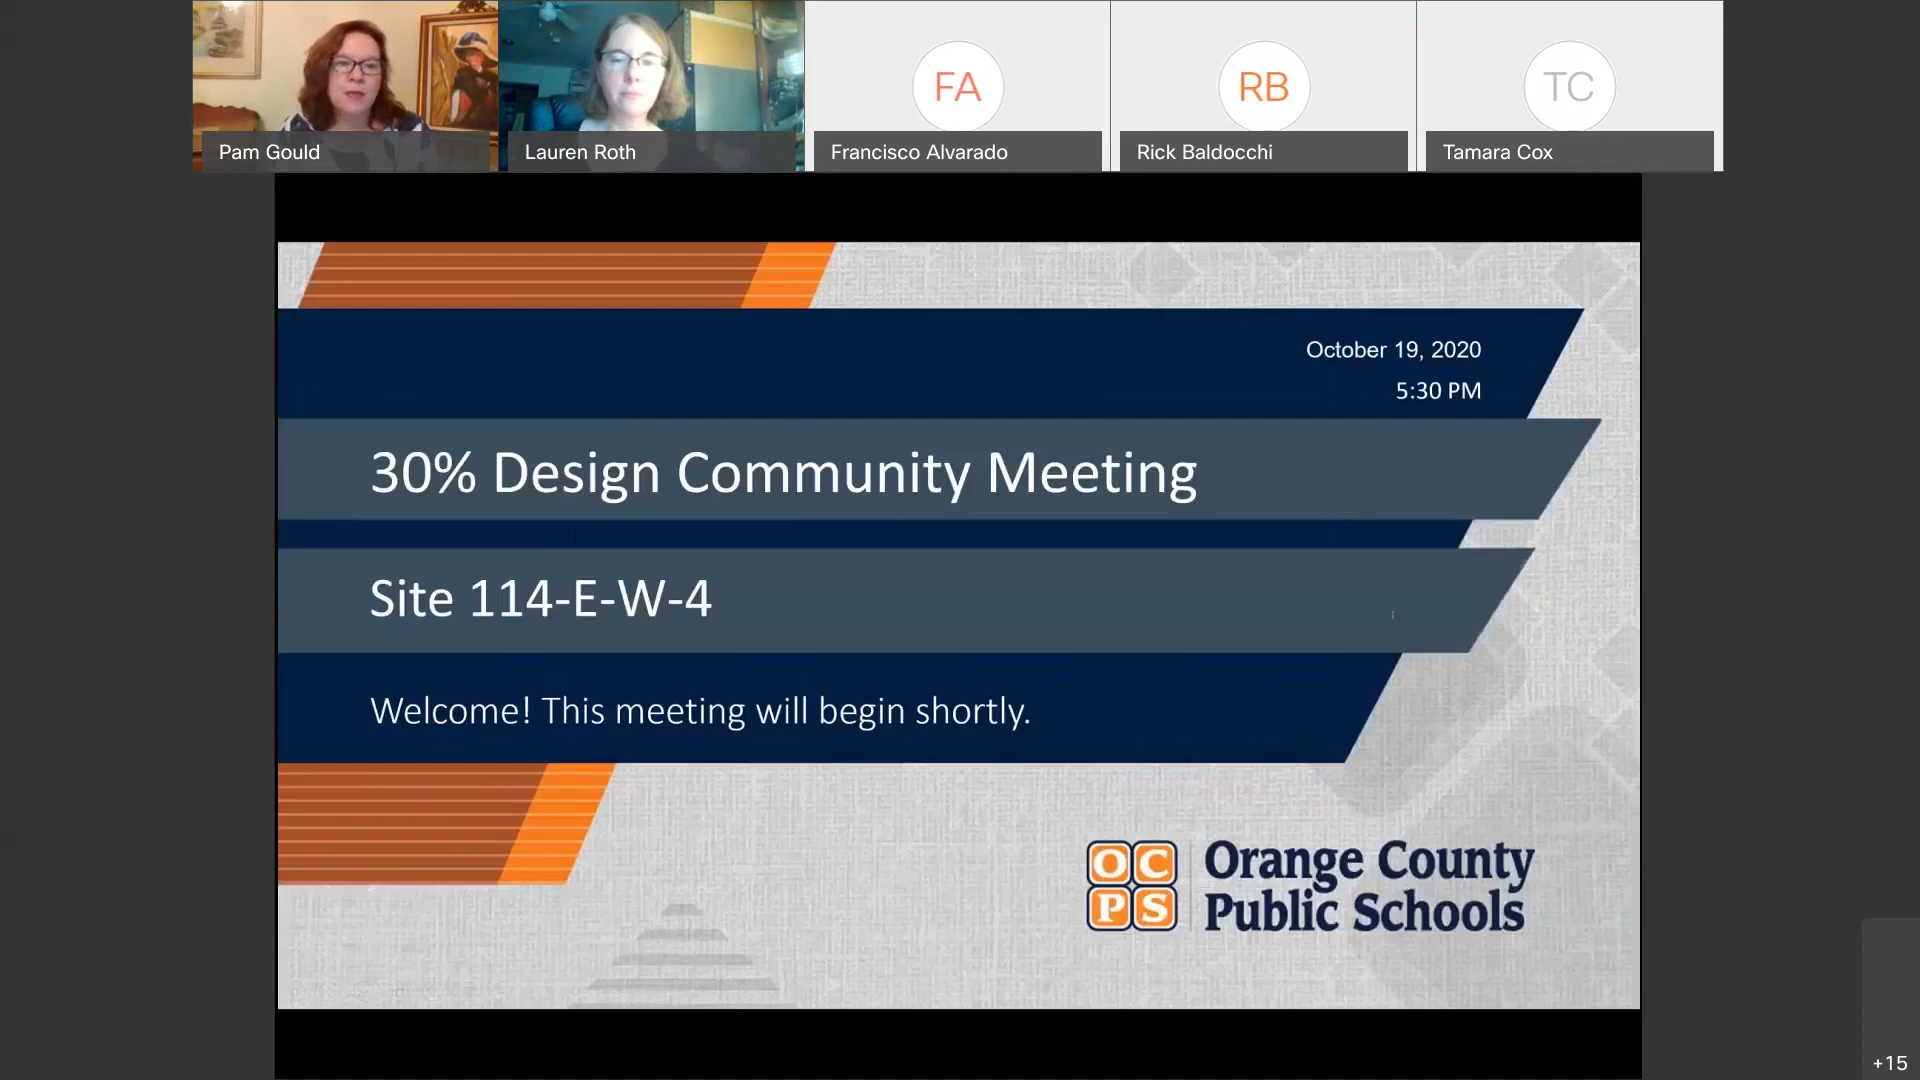 FA
RB
TC
Pam Gould
Lauren Roth
Francisco Alvarado
Rick Baldocchi
Tamara Cox
October 19, 2020
5:30 PM
30% Design Community Meeting
Site 114-E-W-4
Welcome! This meeting will begin shortly.
OC
PS
Orange County
Public Schools
+15